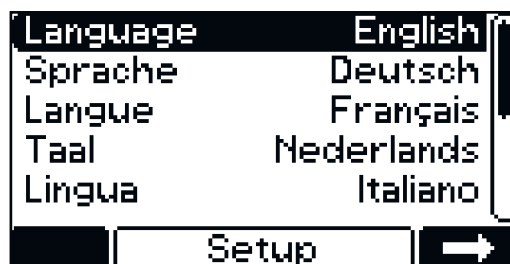 Language English
Sprache Deutsch
Langue Français
Taal Nederlands
Lingua Italiano
Setup